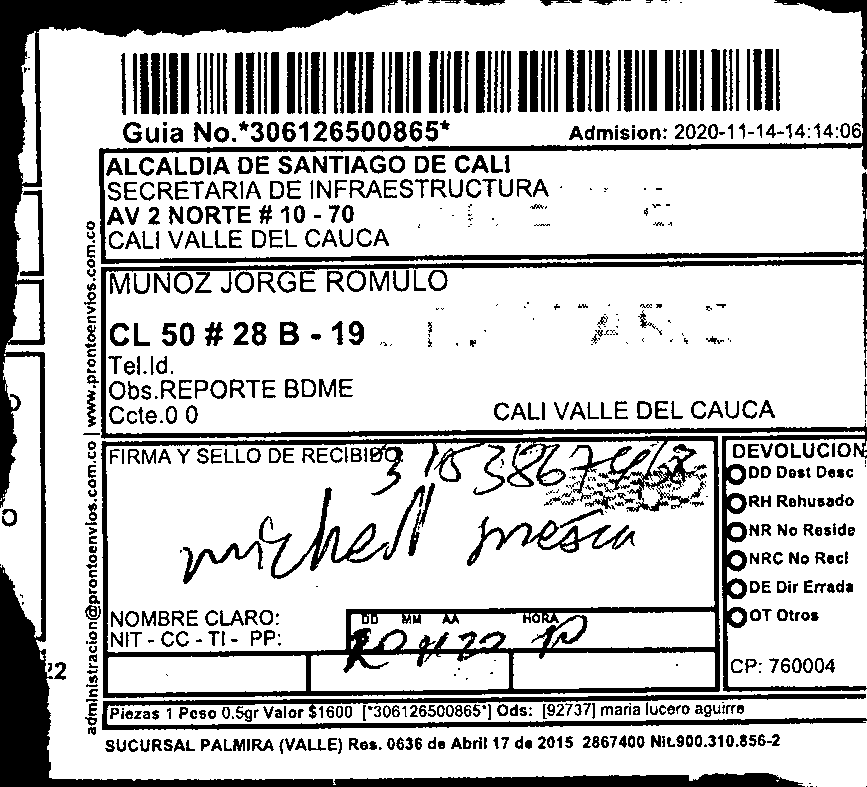 Guia No.*306126500865*
Admision: 2020-11-14-14:14:06
ALCALDIA DE SANTIAGO DE CALI
SECRETARIA DE INFRAESTRUCTURA
AV 2 NORTE # 10 - 70
CALI VALLE DEL CAUCA
MUNOZ JORGE ROMULO
CL 50 # 28 B - 19
Tel.Id.
Obs.REPORTE BDME
Ccte.0 0
CALI VALLE DEL CAUCA
administracion@prontoenvios.com.co | www.prontoenvios.com.co
FIRMA Y SELLO DE RECIBIDO
michell
NOMBRE CLARO:
NIT - CC - TI - PP:
DD MM AA HORA
DEVOLUCION
DD Dest Desc
RH Rehusado
NR No Reside
NRC No Recl
DE Dir Errada
OT Otros
CP: 760004
Piezas 1 Peso 0.5gr Valor $1600 [*306126500865*] Ods: [92737] maria lucero aguirre
SUCURSAL PALMIRA (VALLE) Res. 0636 de Abril 17 de 2015 2867400 Nit.900.310.856-2